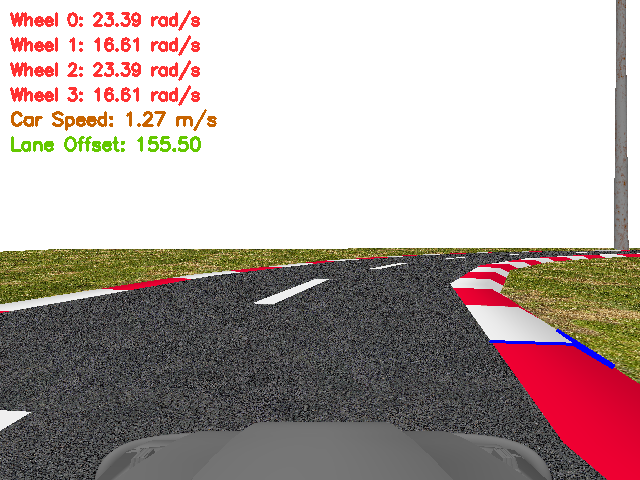 Wheel 0: 23.39 rad/s
Wheel 1: 16.61 rad/s
Wheel 2: 23.39 rad/s
Wheel 3: 16.61 rad/s
Car Speed: 1.27 m/s
Lane Offset: 155.50